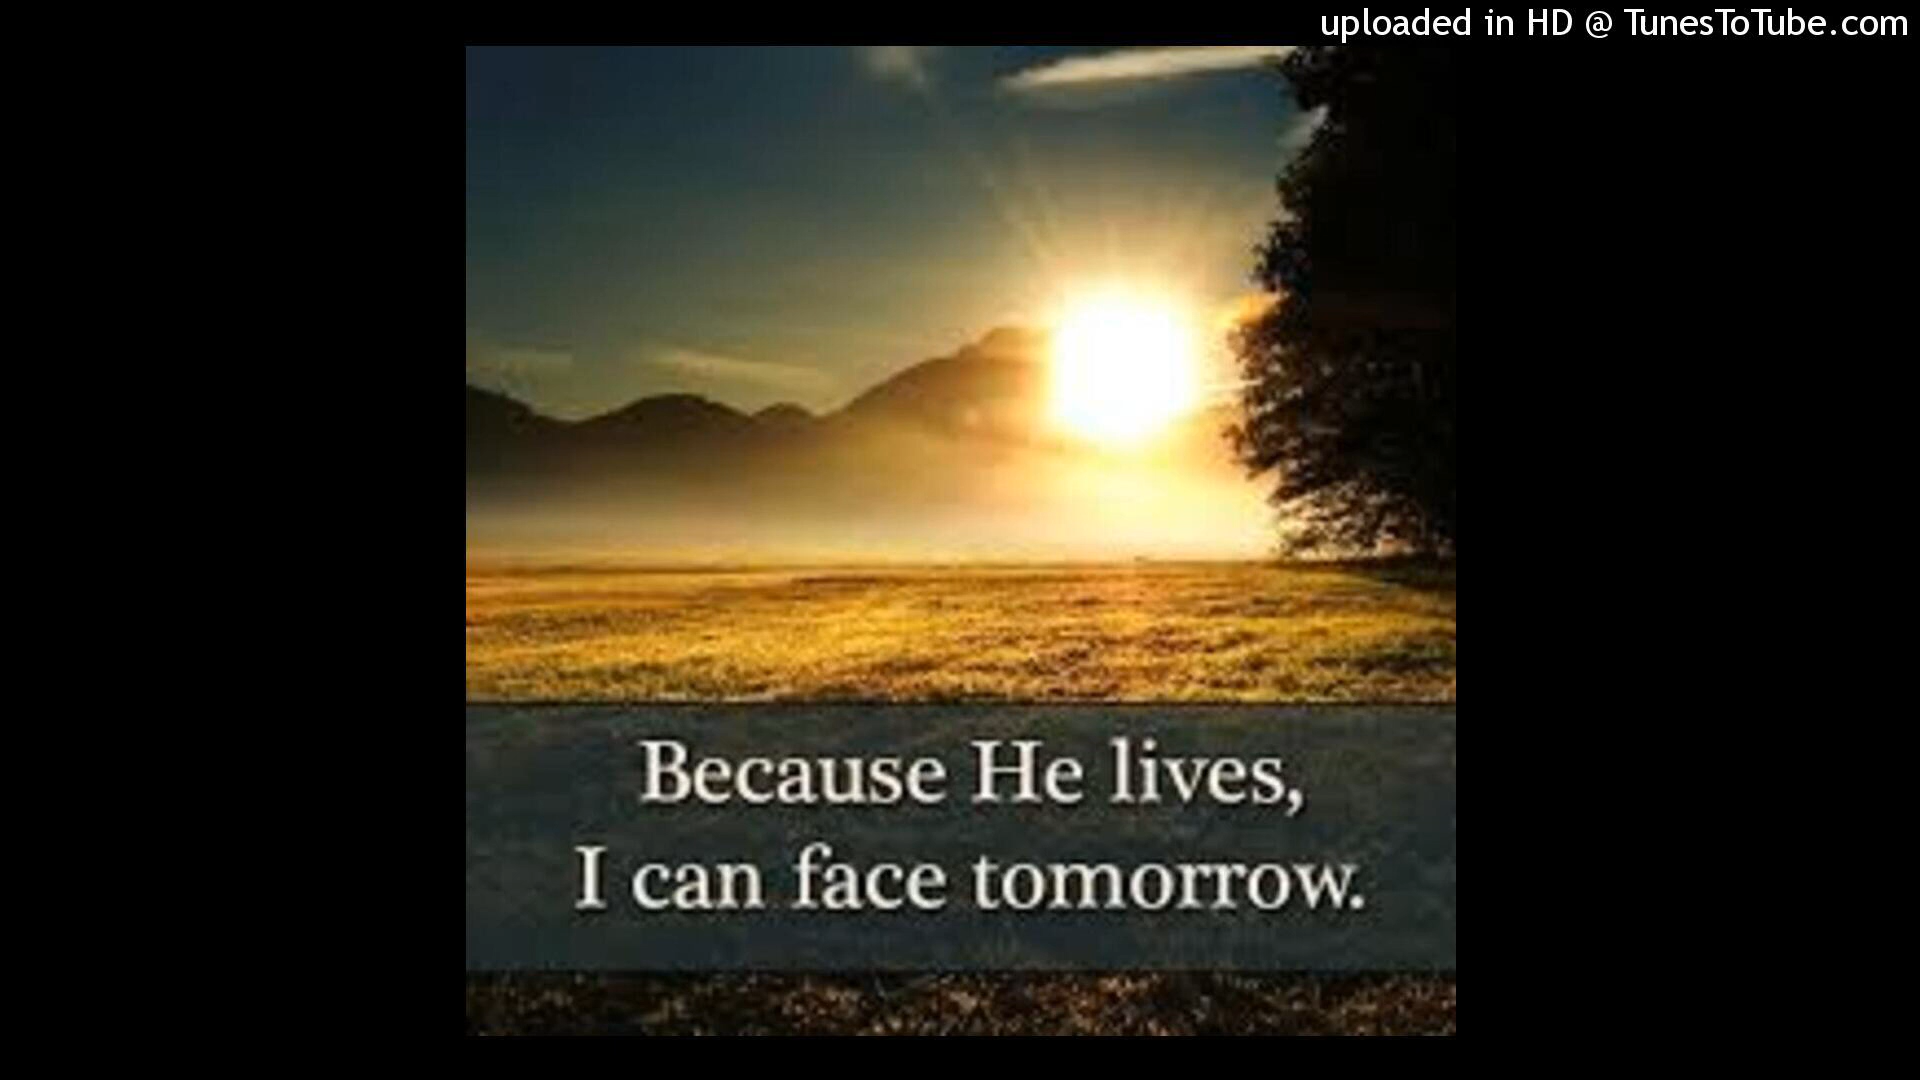 uploaded in HD @ TunesToTube.com
Because He lives,
I can face tomorrow.